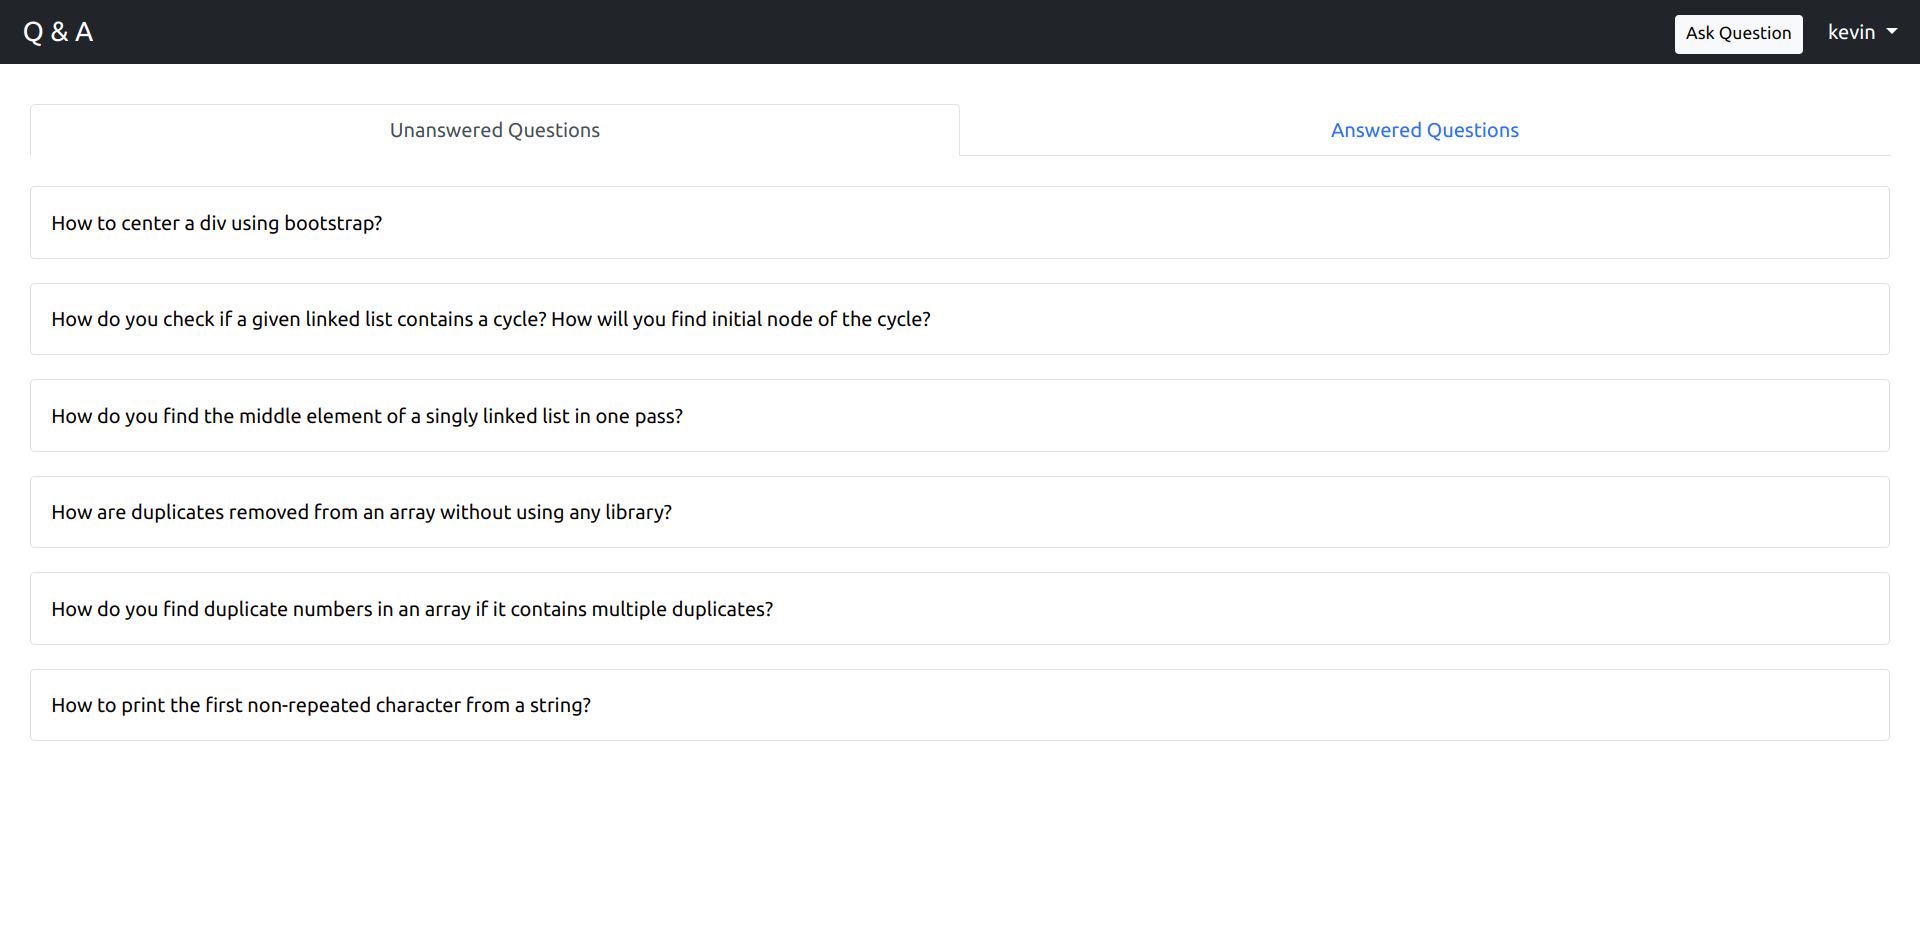 Q & A
Ask Question
kevin
Unanswered Questions
Answered Questions
How to center a div using bootstrap?
How do you check if a given linked list contains a cycle? How will you find initial node of the cycle?
How do you find the middle element of a singly linked list in one pass?
How are duplicates removed from an array without using any library?
How do you find duplicate numbers in an array if it contains multiple duplicates?
How to print the first non-repeated character from a string?